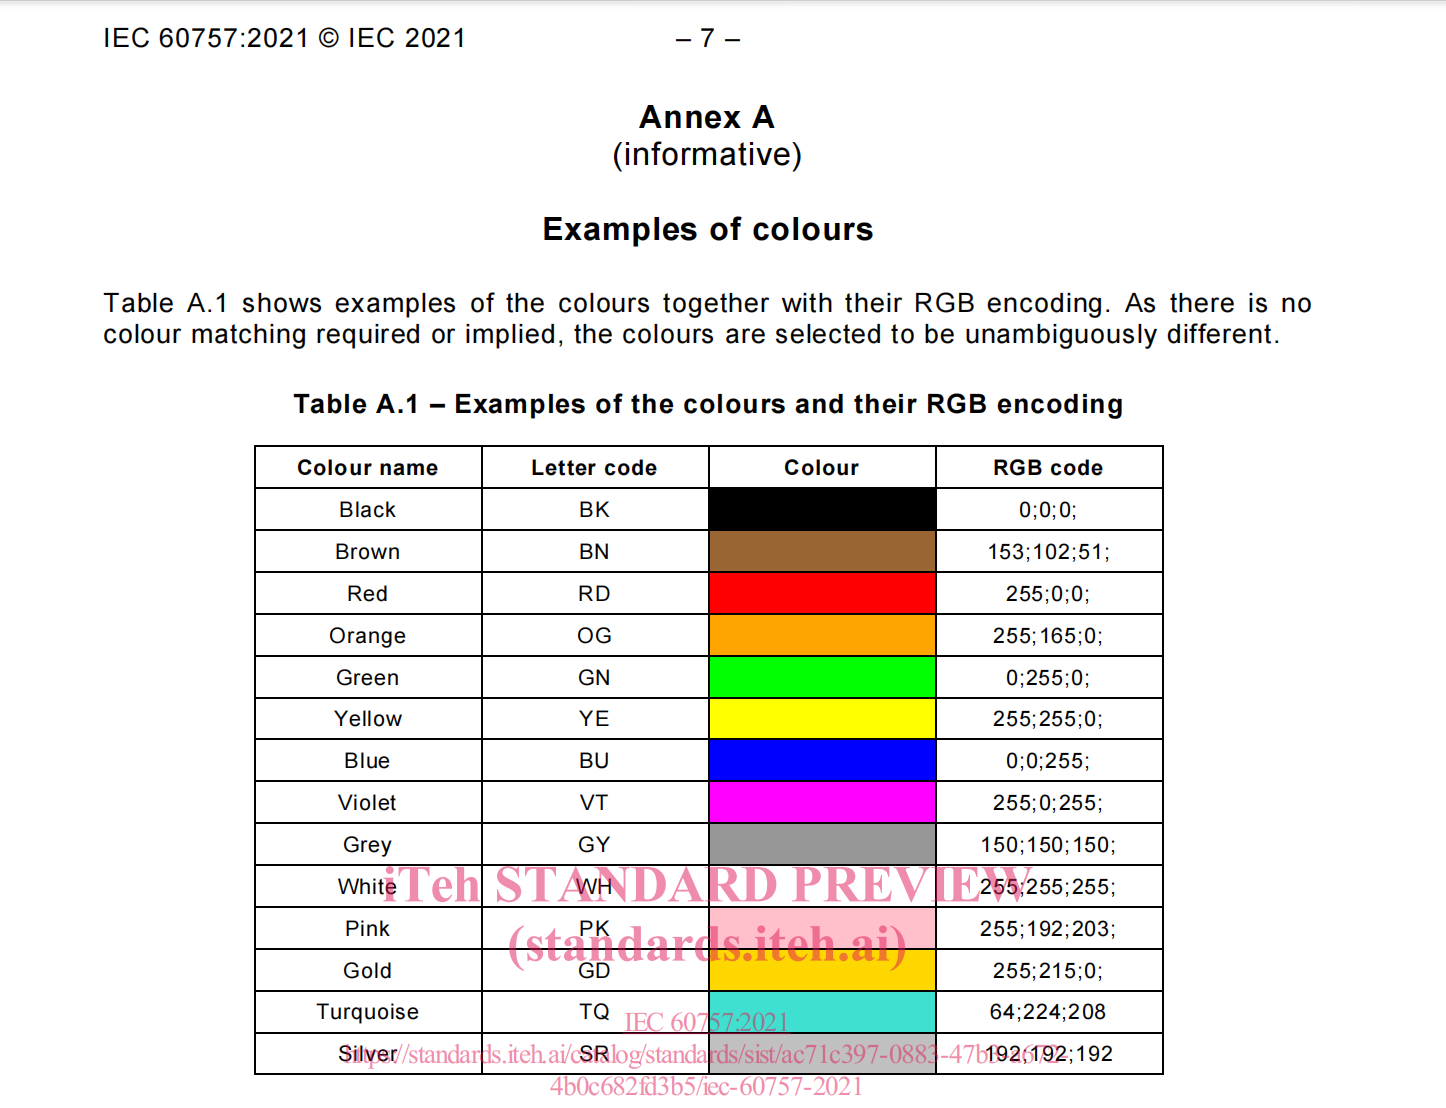 IEC 60757:2021 © IEC 2021 – 7 –
Annex A
(informative)
Examples of colours
Table A.1 shows examples of the colours together with their RGB encoding. As there is no
colour matching required or implied, the colours are selected to be unambiguously different.
Table A.1 – Examples of the colours and their RGB encoding
Colour name Letter code Colour RGB code
Black BK 0;0;0;
Brown BN 153;102;51;
Red RD 255;0;0;
Orange OG 255;165;0;
Green GN 0;255;0;
Yellow YE 255;255;0;
Blue BU 0;0;255;
Violet VT 255;0;255;
Grey GY 150;150;150;
White WH 255;255;255;
iTeh STANDARD PREVIEW
Pink PK 255;192;203;
(standards.iteh.ai)
Gold GD 255;215;0;
Turquoise TQ 64;224;208
IEC 60757:2021
Silver SR 192;192;192
https://standards.iteh.ai/catalog/standards/sist/ac71c397-0883-47b3-a672-
4b0c682fd3b5/iec-60757-2021